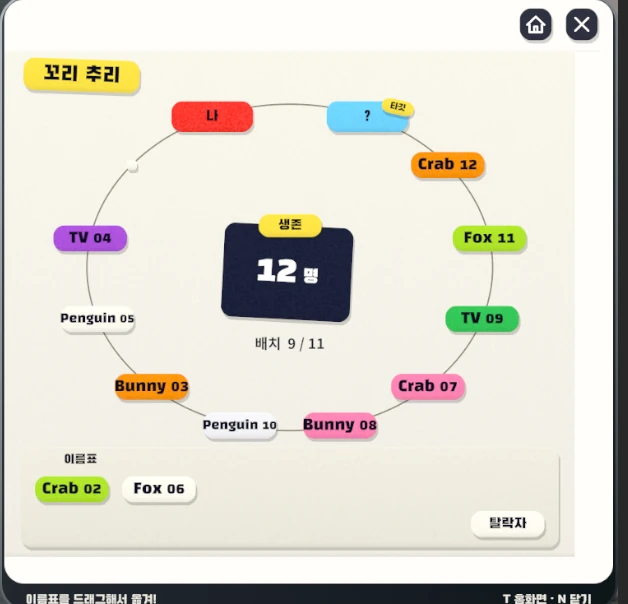 꼬리 추리
나
?
타깃
Crab 12
TV 04
Fox 11
생존
12 명
Penguin 05
TV 09
배치 9 / 11
Bunny 03
Crab 07
Penguin 10
Bunny 08
이름표
Crab 02
Fox 06
탈락자
이름표를 드래그해서 옮겨!
T 홈화면 · N 닫기